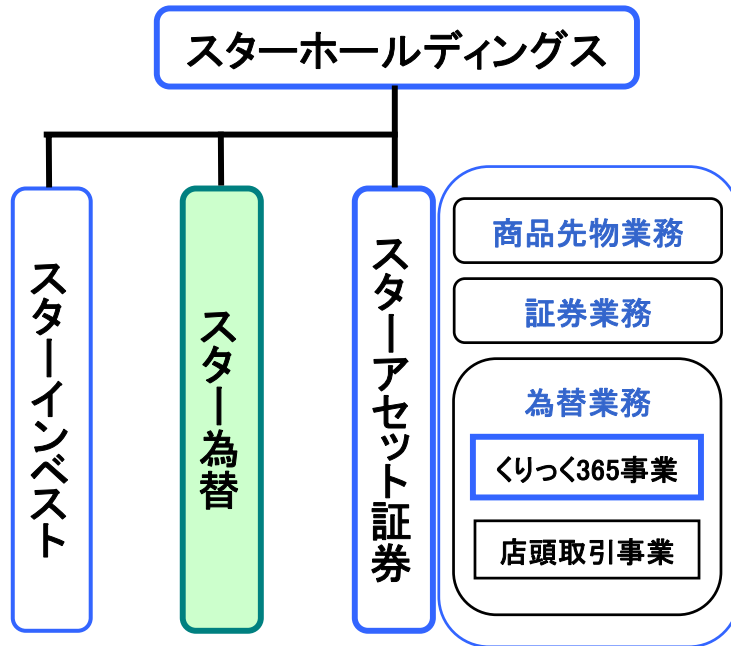 スターホールディングス
スターインベスト
スター為替
スターアセット証券
商品先物業務
証券業務
為替業務
くりっく365事業
店頭取引事業